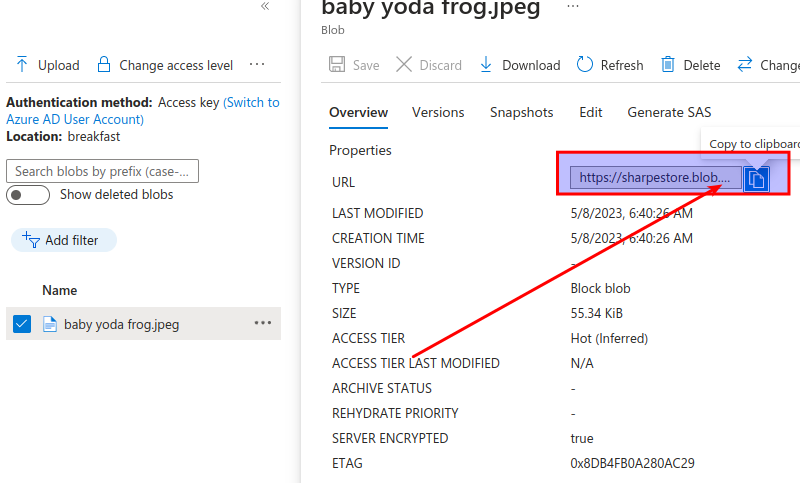 «
Upload Change access level ···
Authentication method: Access key (Switch to
Azure AD User Account)
Location: breakfast
Search blobs by prefix (case-...
Show deleted blobs
Add filter
Name
baby yoda frog.jpeg ···
baby yoda frog.jpeg ···
Blob
Save Discard Download Refresh Delete Change
Overview Versions Snapshots Edit Generate SAS
Copy to clipboard
Properties
URL https://sharpestore.blob....
LAST MODIFIED 5/8/2023, 6:40:26 AM
CREATION TIME 5/8/2023, 6:40:26 AM
VERSION ID -
TYPE Block blob
SIZE 55.34 KiB
ACCESS TIER Hot (Inferred)
ACCESS TIER LAST MODIFIED N/A
ARCHIVE STATUS -
REHYDRATE PRIORITY -
SERVER ENCRYPTED true
ETAG 0x8DB4FB0A280AC29